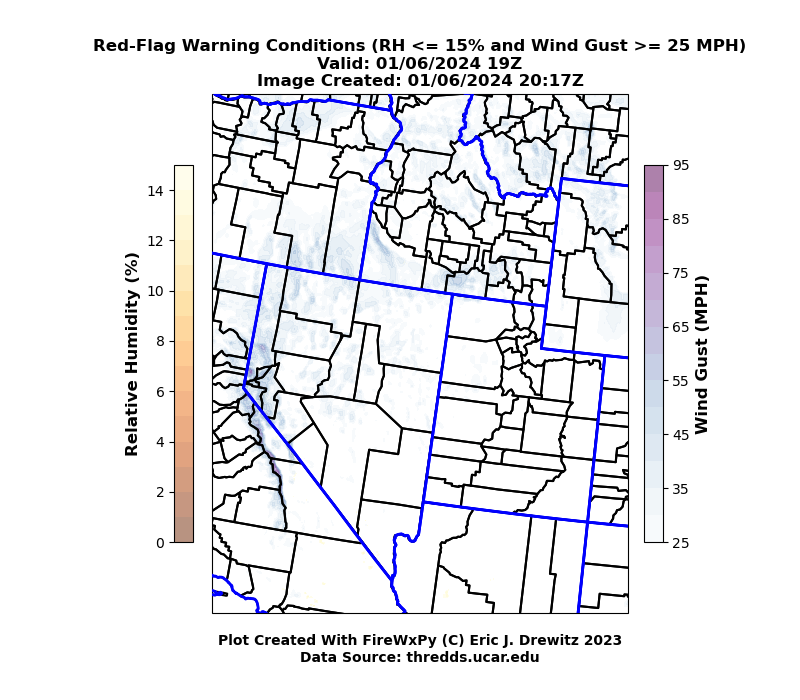 Red-Flag Warning Conditions (RH <= 15% and Wind Gust >= 25 MPH)
Valid: 01/06/2024 19Z
Image Created: 01/06/2024 20:17Z
Relative Humidity (%)
14
12
10
8
6
4
2
0
95
85
75
65
55
45
35
25
Wind Gust (MPH)
Plot Created With FireWxPy (C) Eric J. Drewitz 2023
Data Source: thredds.ucar.edu